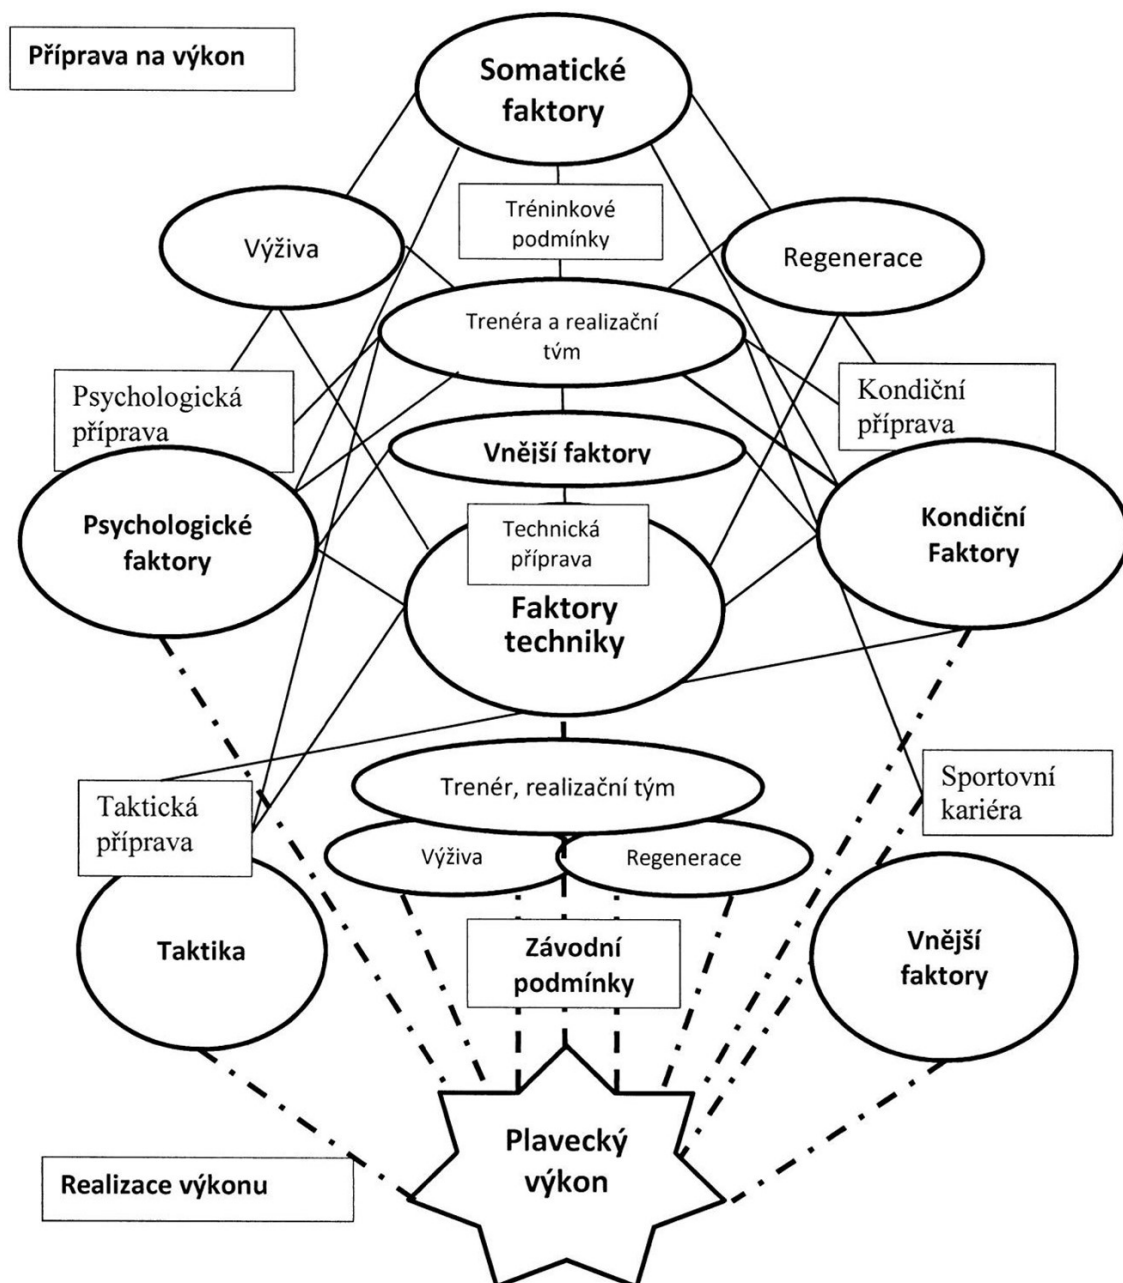 Příprava na výkon
Somatické
faktory
Tréninkové
podmínky
Výživa
Regenerace
Trenéra a realizační
tým
Psychologická
příprava
Kondiční
příprava
Vnější faktory
Psychologické
faktory
Technická
příprava
Kondiční
Faktory
Faktory
techniky
Trenér, realizační tým
Taktická
příprava
Sportovní
kariéra
Výživa
Regenerace
Taktika
Závodní
podmínky
Vnější
faktory
Plavecký
výkon
Realizace výkonu